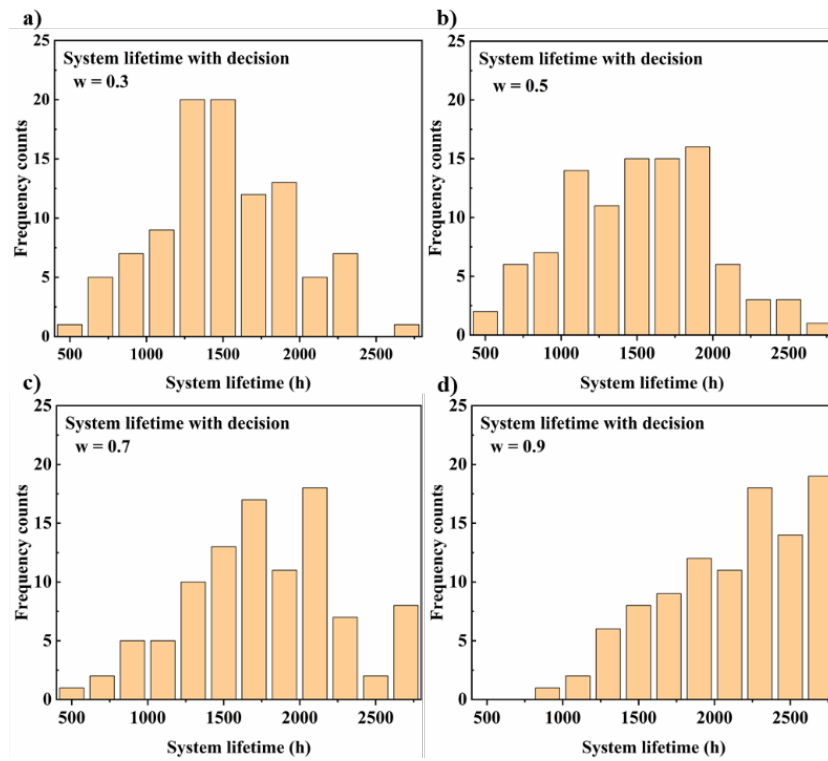 a)
System lifetime with decision
w = 0.3
Frequency counts
25
20
15
10
5
0
500 1000 1500 2000 2500
System lifetime (h)
b)
System lifetime with decision
w = 0.5
Frequency counts
25
20
15
10
5
0
500 1000 1500 2000 2500
System lifetime (h)
c)
System lifetime with decision
w = 0.7
Frequency counts
25
20
15
10
5
0
500 1000 1500 2000 2500
System lifetime (h)
d)
System lifetime with decision
w = 0.9
Frequency counts
25
20
15
10
5
0
500 1000 1500 2000 2500
System lifetime (h)